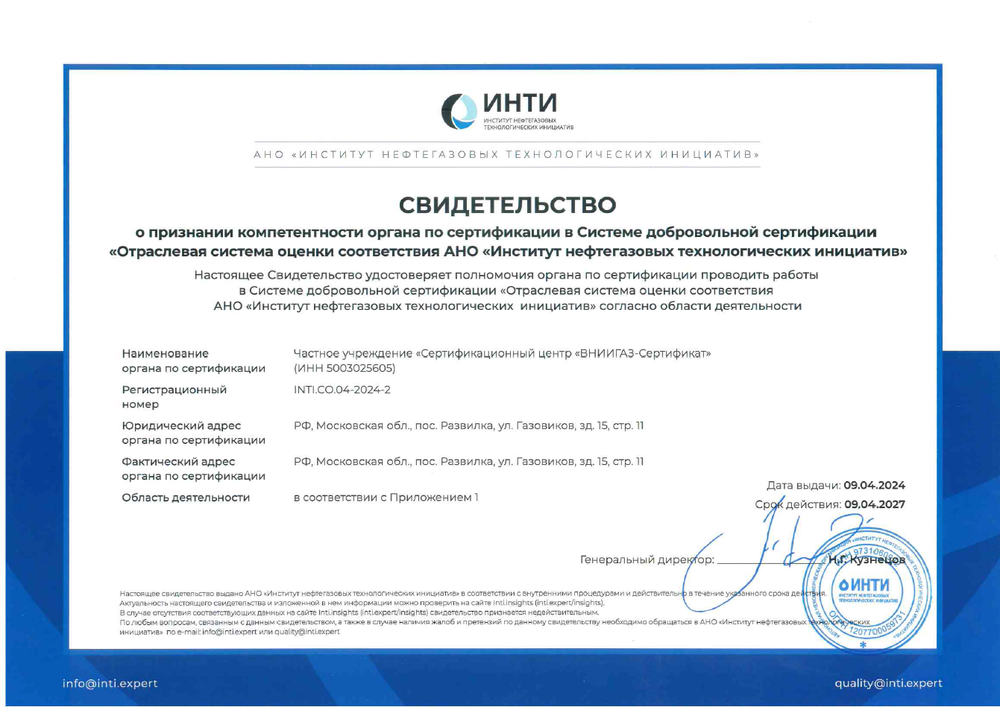 ИНТИ
ИНСТИТУТ НЕФТЕГАЗОВЫХ
ТЕХНОЛОГИЧЕСКИХ ИНИЦИАТИВ
АНО «ИНСТИТУТ НЕФТЕГАЗОВЫХ ТЕХНОЛОГИЧЕСКИХ ИНИЦИАТИВ»
СВИДЕТЕЛЬСТВО
о признании компетентности органа по сертификации в Системе добровольной сертификации
«Отраслевая система оценки соответствия АНО «Институт нефтегазовых технологических инициатив»
Настоящее Свидетельство удостоверяет полномочия органа по сертификации проводить работы
в Системе добровольной сертификации «Отраслевая система оценки соответствия
АНО «Институт нефтегазовых технологических инициатив» согласно области деятельности
Наименование
органа по сертификации
Частное учреждение «Сертификационный центр «ВНИИГАЗ-Сертификат»
(ИНН 5003025605)
Регистрационный
номер
INTI.CO.04-2024-2
Юридический адрес
органа по сертификации
РФ, Московская обл., пос. Развилка, ул. Газовиков, зд. 15, стр. 11
Фактический адрес
органа по сертификации
РФ, Московская обл., пос. Развилка, ул. Газовиков, зд. 15, стр. 11
Область деятельности
в соответствии с Приложением 1
Дата выдачи: 09.04.2024
Срок действия: 09.04.2027
Генеральный директор:
Н.Г. Кузнецов
Настоящее свидетельство выдано АНО «Институт нефтегазовых технологических инициатив» в соответствии с внутренними процедурами и действительно в течение указанного срока действия.
Актуальность настоящего свидетельства и изложенной в нем информации можно проверить на сайте Inti.insights (inti.expert/insights).
В случае отсутствия соответствующих данных на сайте Inti.insights (inti.expert/insights) свидетельство признается недействительным.
По любым вопросам, связанным с данным свидетельством, а также в случае наличия жалоб и претензий по данному свидетельству необходимо обращаться в АНО «Институт нефтегазовых технологических
инициатив» по e-mail: info@inti.expert или quality@inti.expert
ИНТИ
ИНСТИТУТ НЕФТЕГАЗОВЫХ
ТЕХНОЛОГИЧЕСКИХ ИНИЦИАТИВ
ОГРН 1207700059731
info@inti.expert
quality@inti.expert